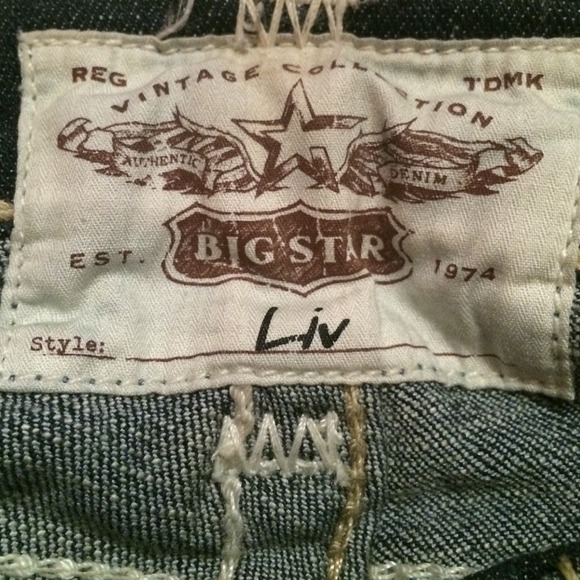 REG TDMK
VINTAGE COLLECTION
AUTHENTIC DENIM
BIG STAR
EST. 1974
Style: Liv